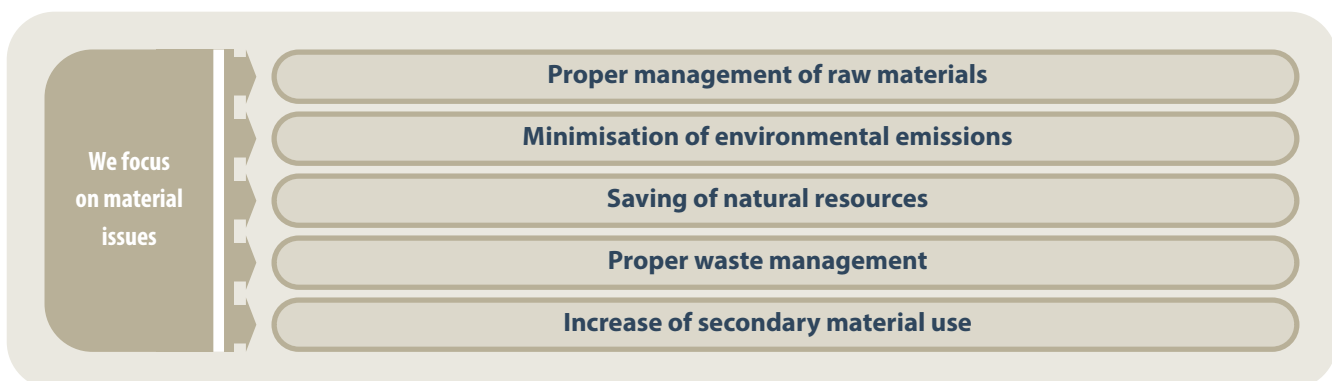 We focus
on material
issues
Proper management of raw materials
Minimisation of environmental emissions
Saving of natural resources
Proper waste management
Increase of secondary material use